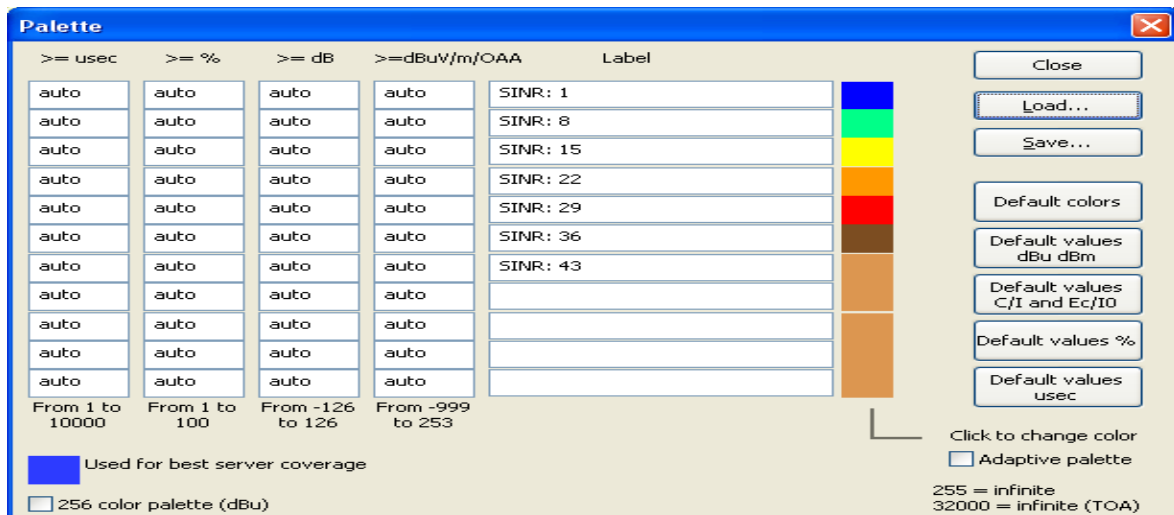 Palette
>= usec >= % >= dB >=dBuV/m/OAA Label
Close
auto auto auto auto SINR: 1
Load...
auto auto auto auto SINR: 8
Save...
auto auto auto auto SINR: 15
auto auto auto auto SINR: 22
Default colors
auto auto auto auto SINR: 29
auto auto auto auto SINR: 36
Default values
dBu dBm
auto auto auto auto SINR: 43
Default values
C/I and Ec/I0
auto auto auto auto
auto auto auto auto
Default values %
auto auto auto auto
auto auto auto auto
Default values
usec
From 1 to From 1 to From -126 From -999
10000 100 to 126 to 253
Click to change color
Used for best server coverage
Adaptive palette
255 = infinite
256 color palette (dBu)
32000 = infinite (TOA)